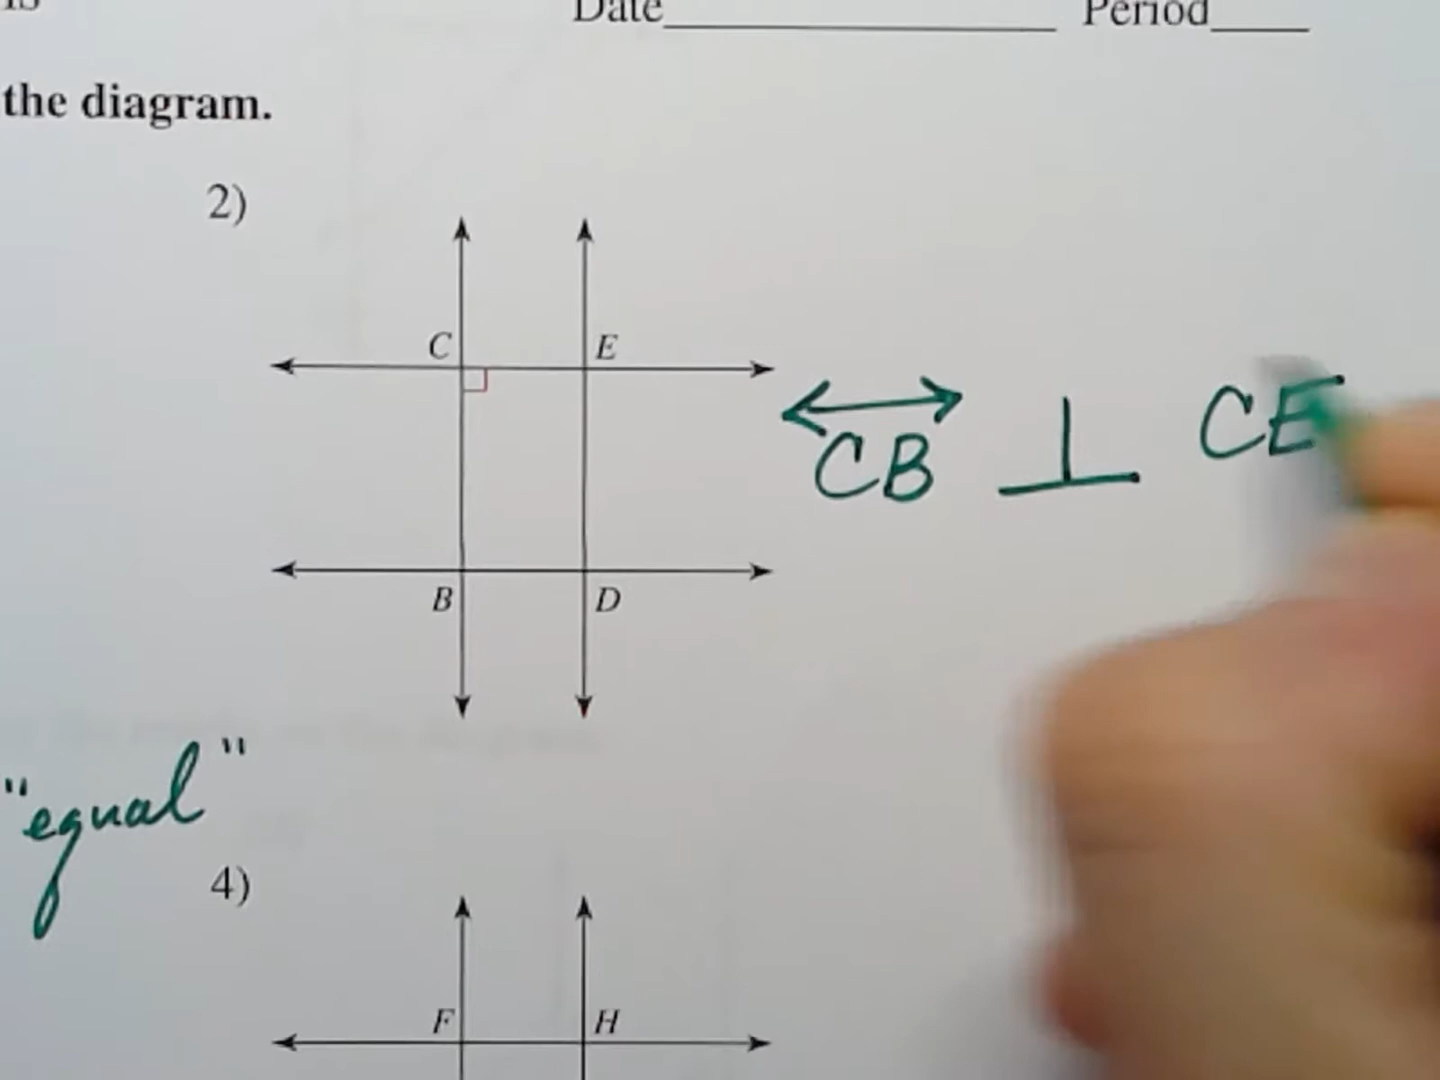 Date Period
the diagram.
2)
C E
CB ⊥ CE
B D
"equal"
4)
F H